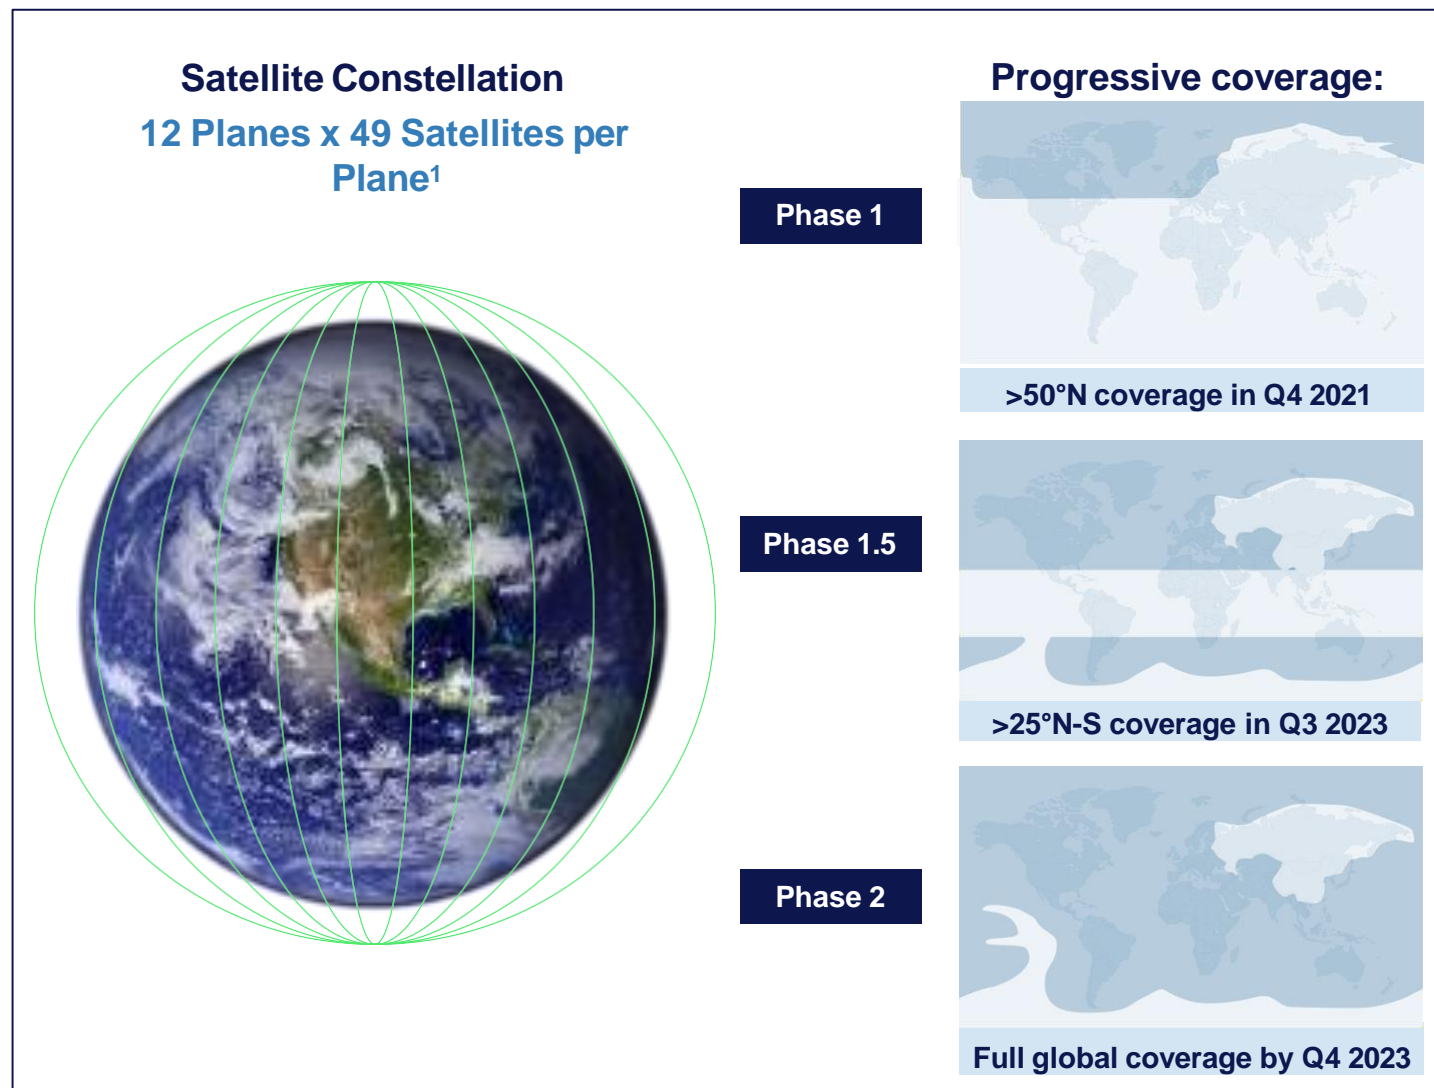 Satellite Constellation
12 Planes x 49 Satellites per
Plane¹
Progressive coverage:
Phase 1
>50°N coverage in Q4 2021
Phase 1.5
>25°N-S coverage in Q3 2023
Phase 2
Full global coverage by Q4 2023